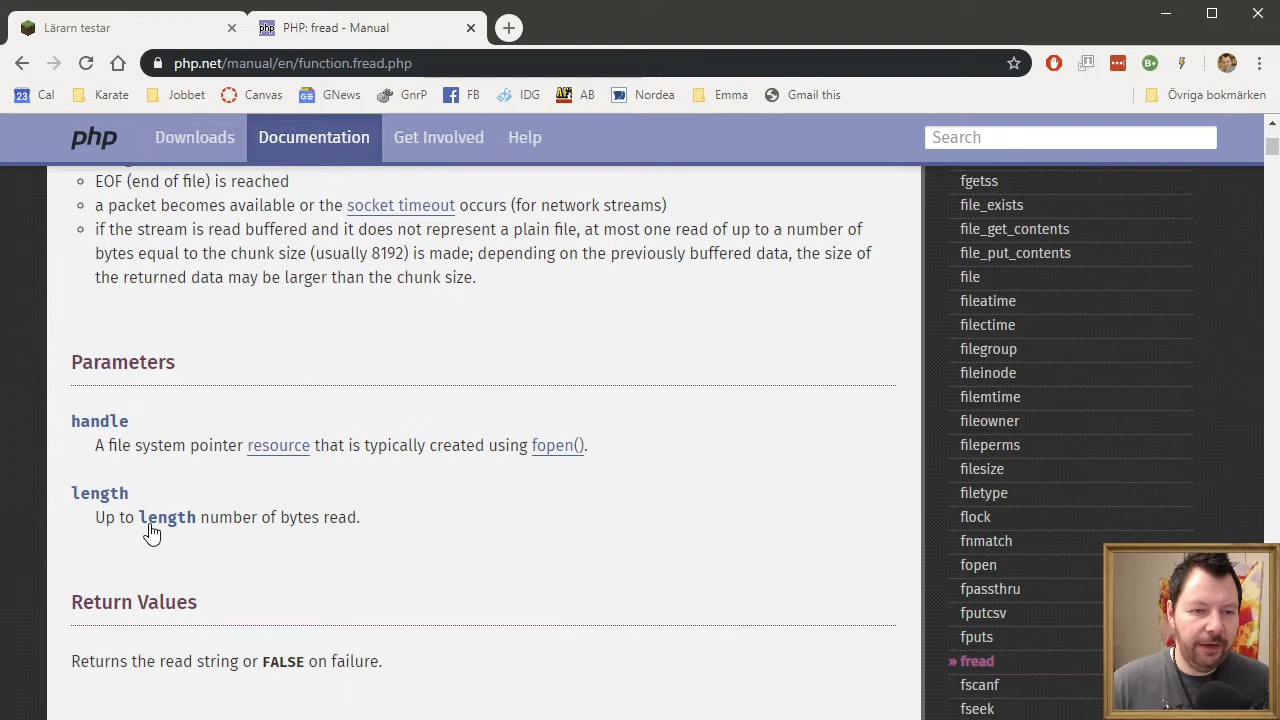 Lärarn testar
php PHP: fread - Manual
php.net/manual/en/function.fread.php
23 Cal Karate Jobbet Canvas GNews GnrP FB IDG AB Nordea Emma Gmail this Övriga bokmärken
php Downloads Documentation Get Involved Help Search
EOF (end of file) is reached
a packet becomes available or the socket timeout occurs (for network streams)
if the stream is read buffered and it does not represent a plain file, at most one read of up to a number of
bytes equal to the chunk size (usually 8192) is made; depending on the previously buffered data, the size of
the returned data may be larger than the chunk size.
Parameters
handle
A file system pointer resource that is typically created using fopen().
length
Up to length number of bytes read.
Return Values
Returns the read string or FALSE on failure.
fgetss
file_exists
file_get_contents
file_put_contents
file
fileatime
filectime
filegroup
fileinode
filemtime
fileowner
fileperms
filesize
filetype
flock
fnmatch
fopen
fpassthru
fputcsv
fputs
» fread
fscanf
fseek